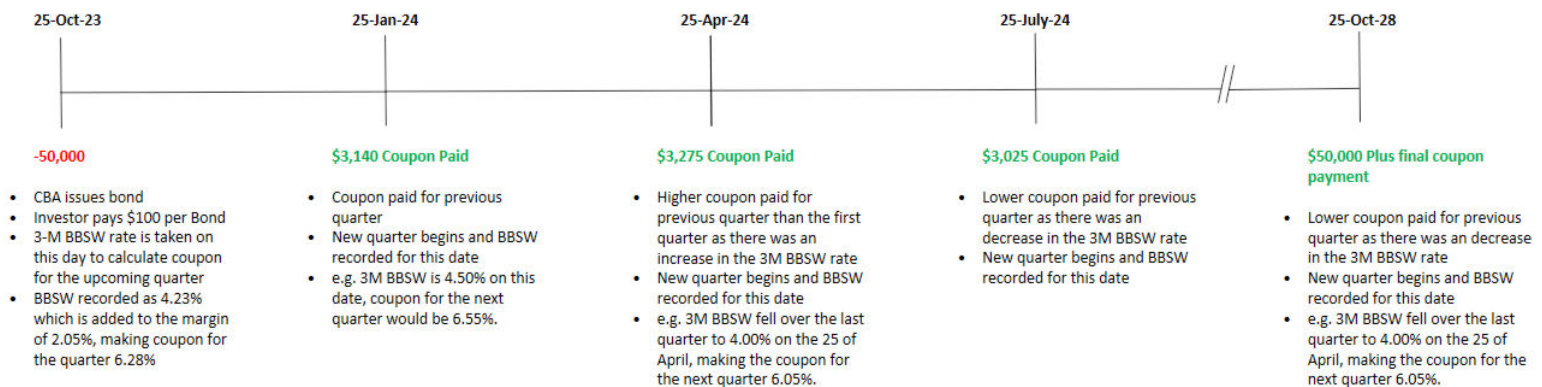 25-Oct-23
25-Jan-24
25-Apr-24
25-July-24
25-Oct-28
-50,000
• CBA issues bond
• Investor pays $100 per Bond
• 3-M BBSW rate is taken on
this day to calculate coupon
for the upcoming quarter
• BBSW recorded as 4.23%
which is added to the margin
of 2.05%, making coupon for
the quarter 6.28%
$3,140 Coupon Paid
• Coupon paid for previous
quarter
• New quarter begins and BBSW
recorded for this date
• e.g. 3M BBSW is 4.50% on this
date, coupon for the next
quarter would be 6.55%.
$3,275 Coupon Paid
• Higher coupon paid for
previous quarter than the first
quarter as there was an
increase in the 3M BBSW rate
• New quarter begins and BBSW
recorded for this date
• e.g. 3M BBSW fell over the last
quarter to 4.00% on the 25 of
April, making the coupon for
the next quarter 6.05%.
$3,025 Coupon Paid
• Lower coupon paid for previous
quarter as there was an
decrease in the 3M BBSW rate
• New quarter begins and BBSW
recorded for this date
$50,000 Plus final coupon
payment
• Lower coupon paid for previous
quarter as there was an decrease
in the 3M BBSW rate
• New quarter begins and BBSW
recorded for this date
• e.g. 3M BBSW fell over the last
quarter to 4.00% on the 25 of
April, making the coupon for the
next quarter 6.05%.